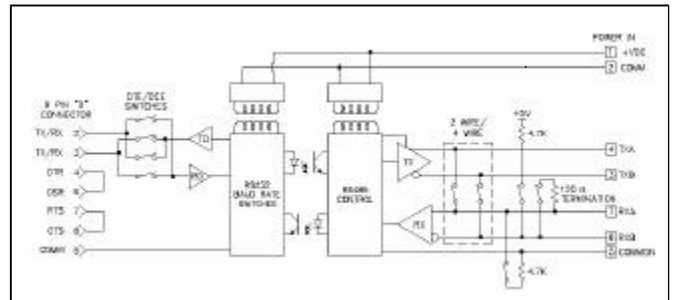 POWER IN
1 +VDC
2 COMM
9 PIN "D"
CONNECTOR
DTE/DCE
SWITCHES
TX/RX 2
TX/RX 3
DTR 4
DSR 6
RTS 7
CTS 8
COMM 5
TD
RS232
BAUD RATE
SWITCHES
RS485
CONTROL
TX
RX
2 WIRE/
4 WIRE
+5V
4.7K
120 Ω
TERMINATION
4 TXA
3 TXB
7 RXA
6 RXB
5 COMMON
4.7K